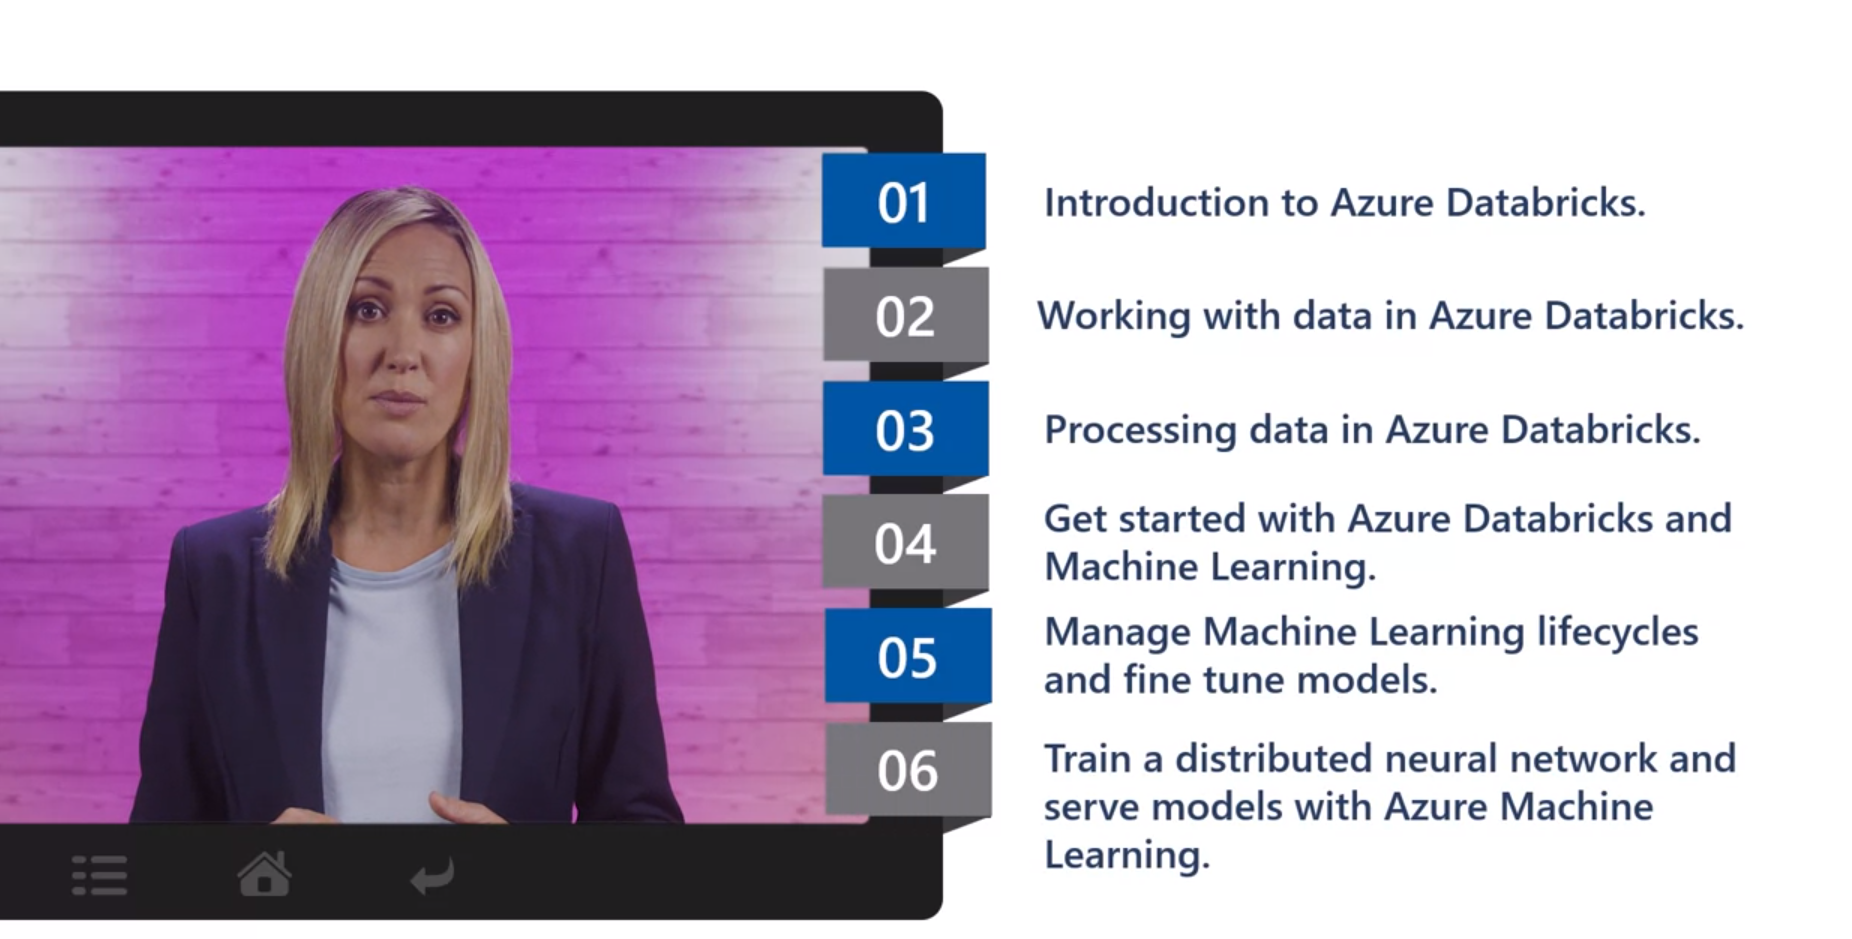 01
Introduction to Azure Databricks.
02
Working with data in Azure Databricks.
03
Processing data in Azure Databricks.
04
Get started with Azure Databricks and
Machine Learning.
05
Manage Machine Learning lifecycles
and fine tune models.
06
Train a distributed neural network and
serve models with Azure Machine
Learning.